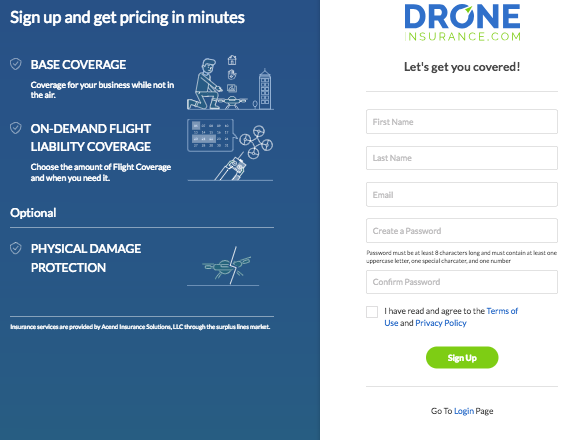 Sign up and get pricing in minutes
BASE COVERAGE
Coverage for your business while not in
the air.
ON-DEMAND FLIGHT
LIABILITY COVERAGE
Choose the amount of Flight Coverage
and when you need it.
Optional
PHYSICAL DAMAGE
PROTECTION
Insurance services are provided by Acend Insurance Solutions, LLC through the surplus lines market.
DRONE
INSURANCE.COM
Let's get you covered!
First Name
Last Name
Email
Create a Password
Password must be at least 8 characters long and must contain at least one
uppercase letter, one special charcater, and one number
Confirm Password
I have read and agree to the Terms of
Use and Privacy Policy
Sign Up
Go To Login Page